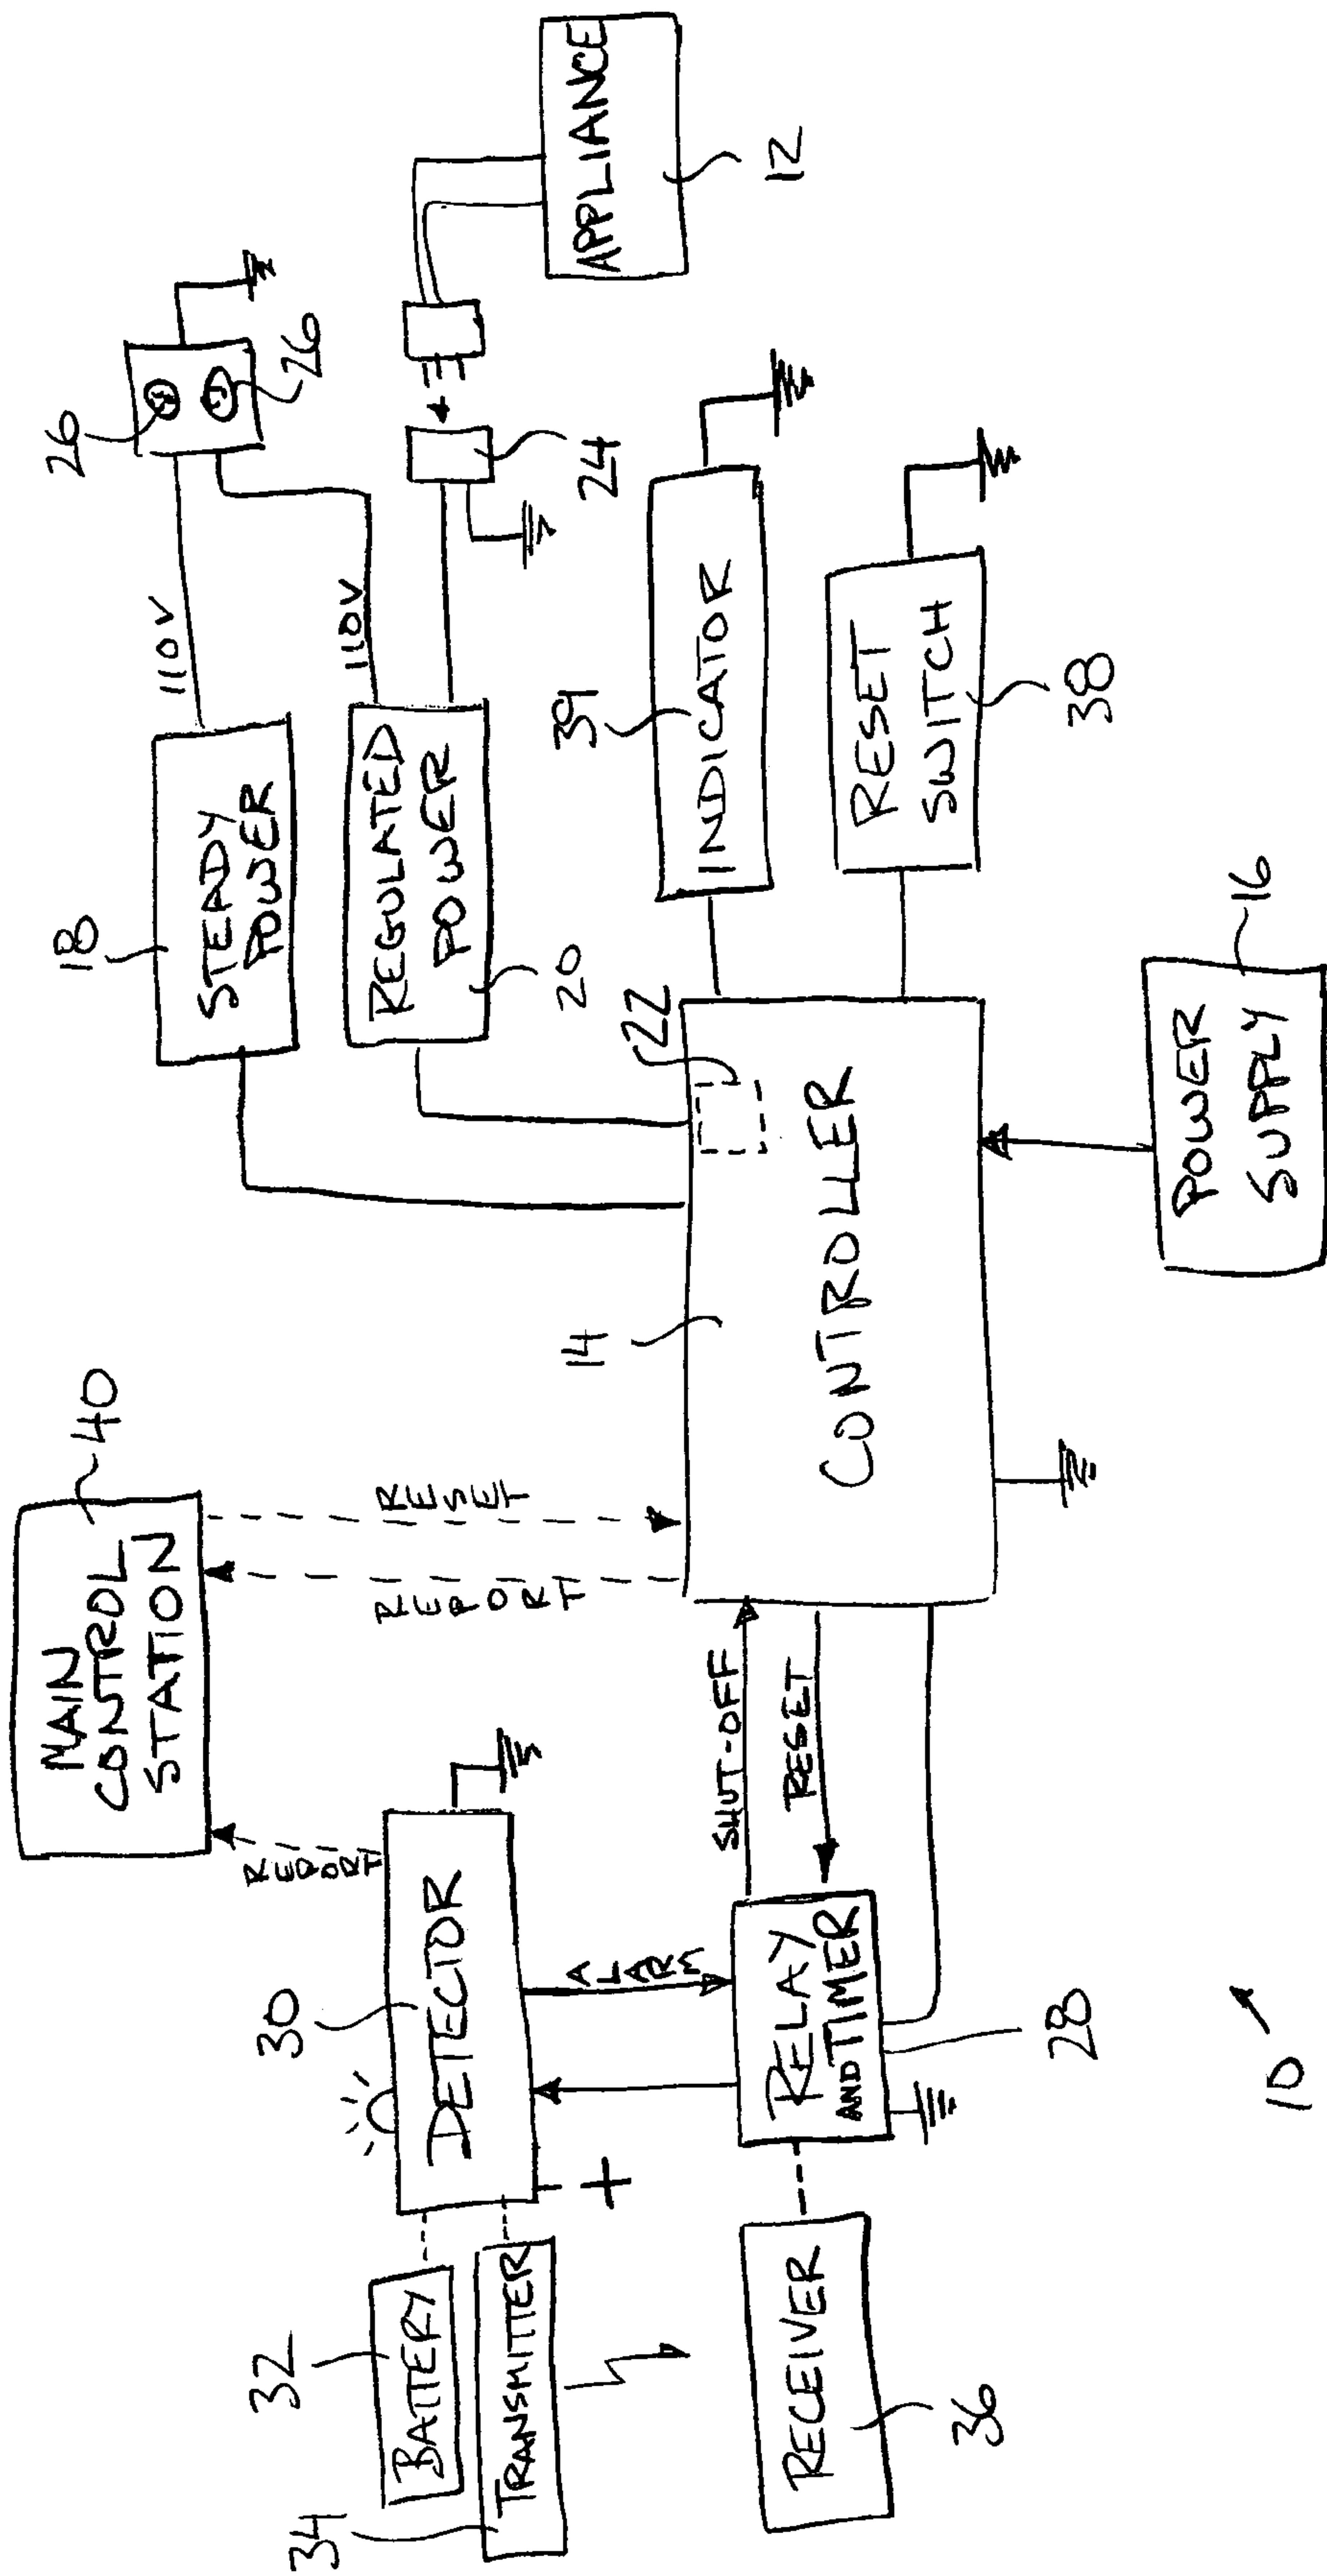 MAIN
CONTROL
STATION
40
REPORT
REPORT
RESET
32
BATTERY
34
TRANSMITTER
30
DETECTOR
ALARM
RECEIVER
36
RELAY
AND TIMER
28
SHUT-OFF
RESET
14
CONTROLLER
22
18
STEADY
POWER
110V
26
26
REGULATED
POWER
20
110V
24
APPLIANCE
12
39
INDICATOR
RESET
SWITCH
38
POWER
SUPPLY
16
10